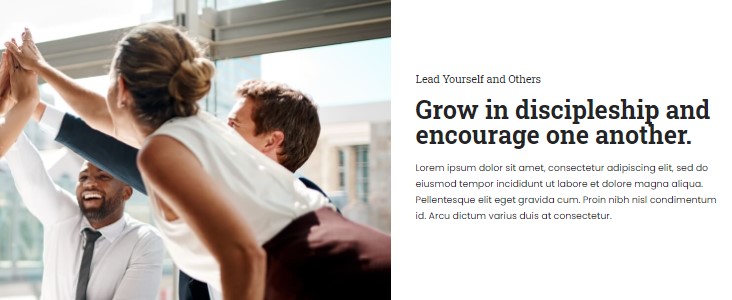 Lead Yourself and Others
Grow in discipleship and
encourage one another.
Lorem ipsum dolor sit amet, consectetur adipiscing elit, sed do
eiusmod tempor incididunt ut labore et dolore magna aliqua.
Pellentesque elit eget gravida cum. Proin nibh nisl condimentum
id. Arcu dictum varius duis at consectetur.